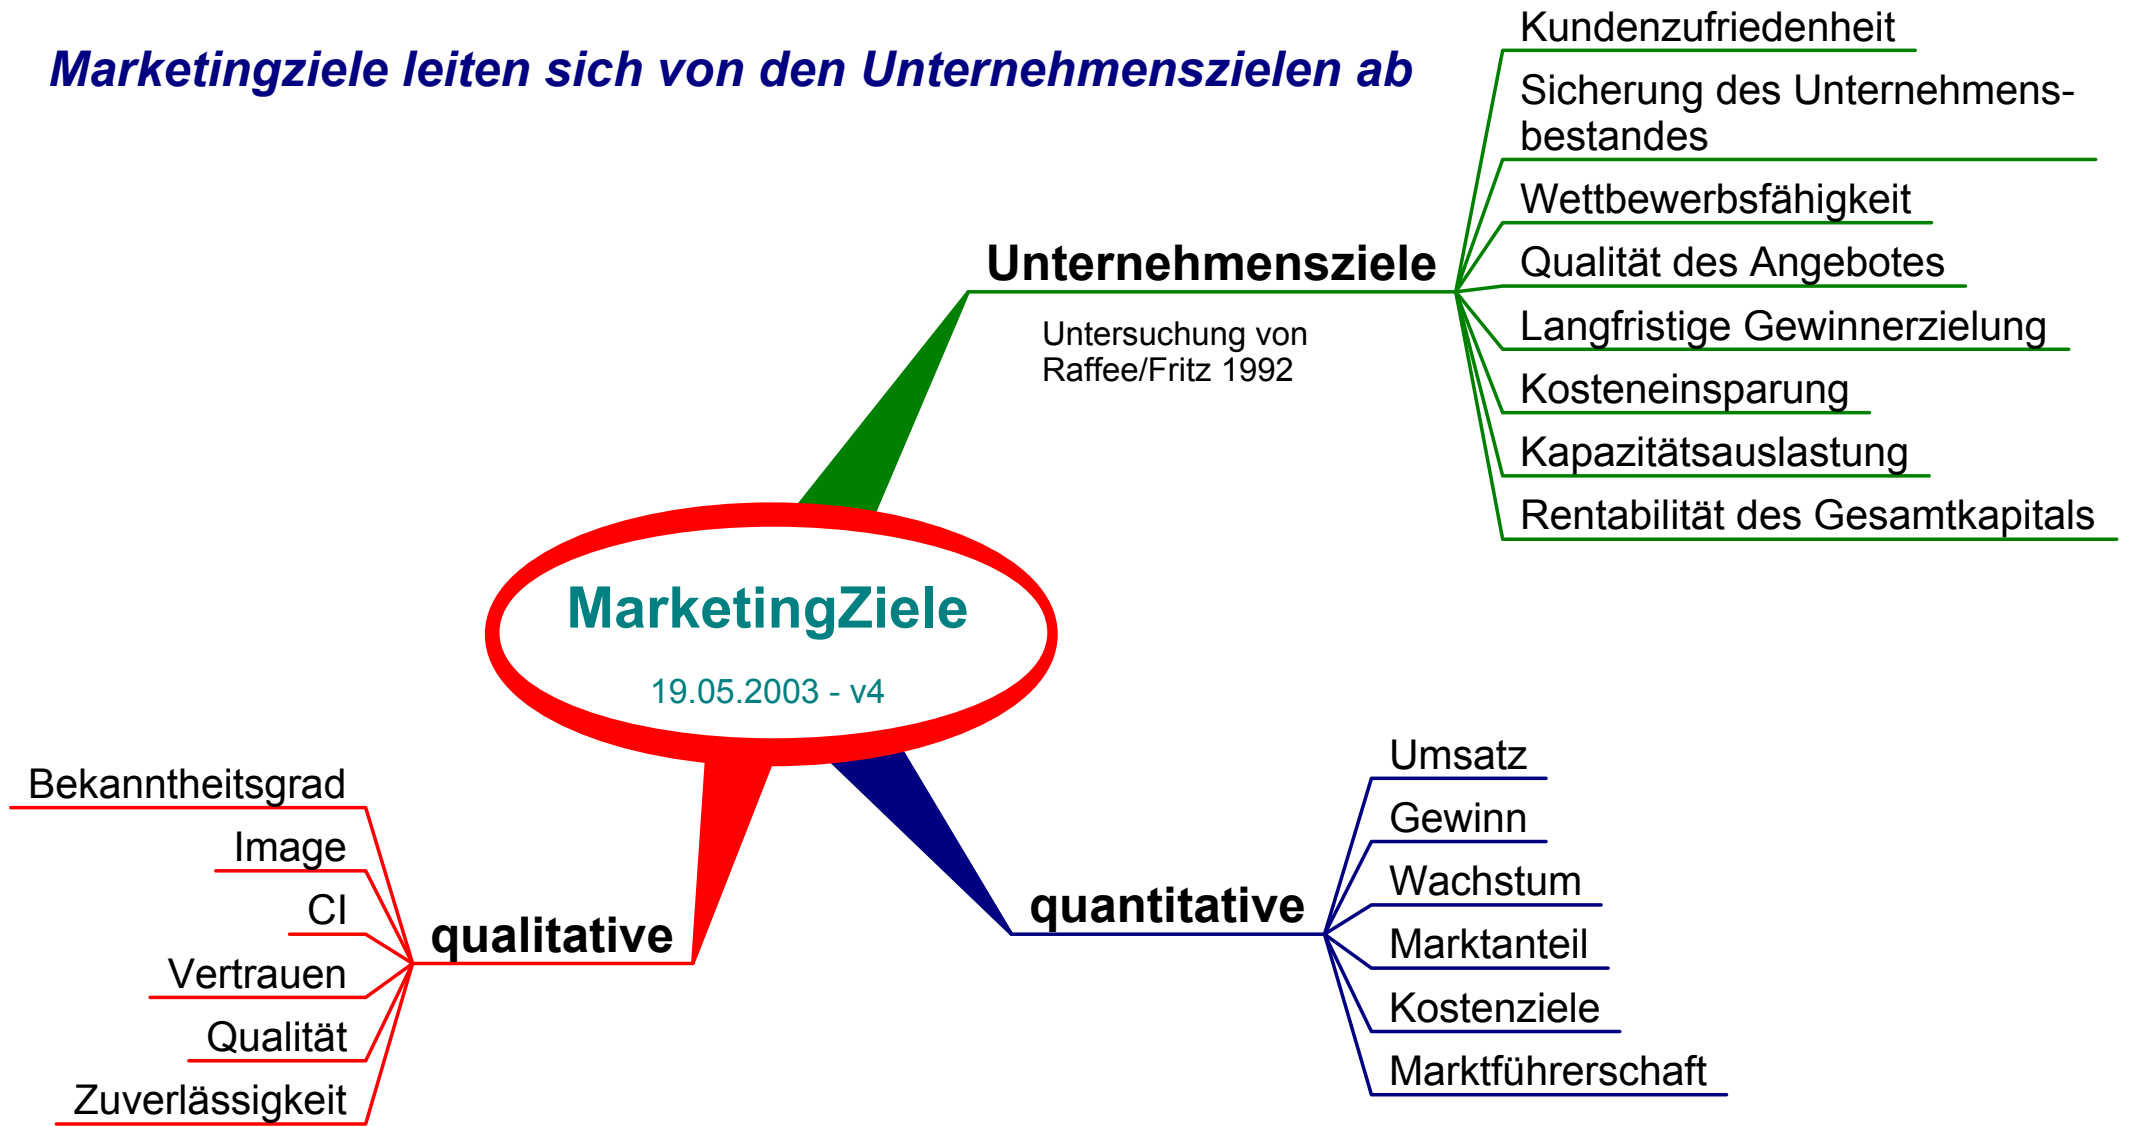 Marketingziele leiten sich von den Unternehmenszielen ab
Unternehmensziele
Untersuchung von
Raffee/Fritz 1992
Kundenzufriedenheit
Sicherung des Unternehmens-
bestandes
Wettbewerbsfähigkeit
Qualität des Angebotes
Langfristige Gewinnerzielung
Kosteneinsparung
Kapazitätsauslastung
Rentabilität des Gesamtkapitals
MarketingZiele
19.05.2003 - v4
qualitative
Bekanntheitsgrad
Image
CI
Vertrauen
Qualität
Zuverlässigkeit
quantitative
Umsatz
Gewinn
Wachstum
Marktanteil
Kostenziele
Marktführerschaft